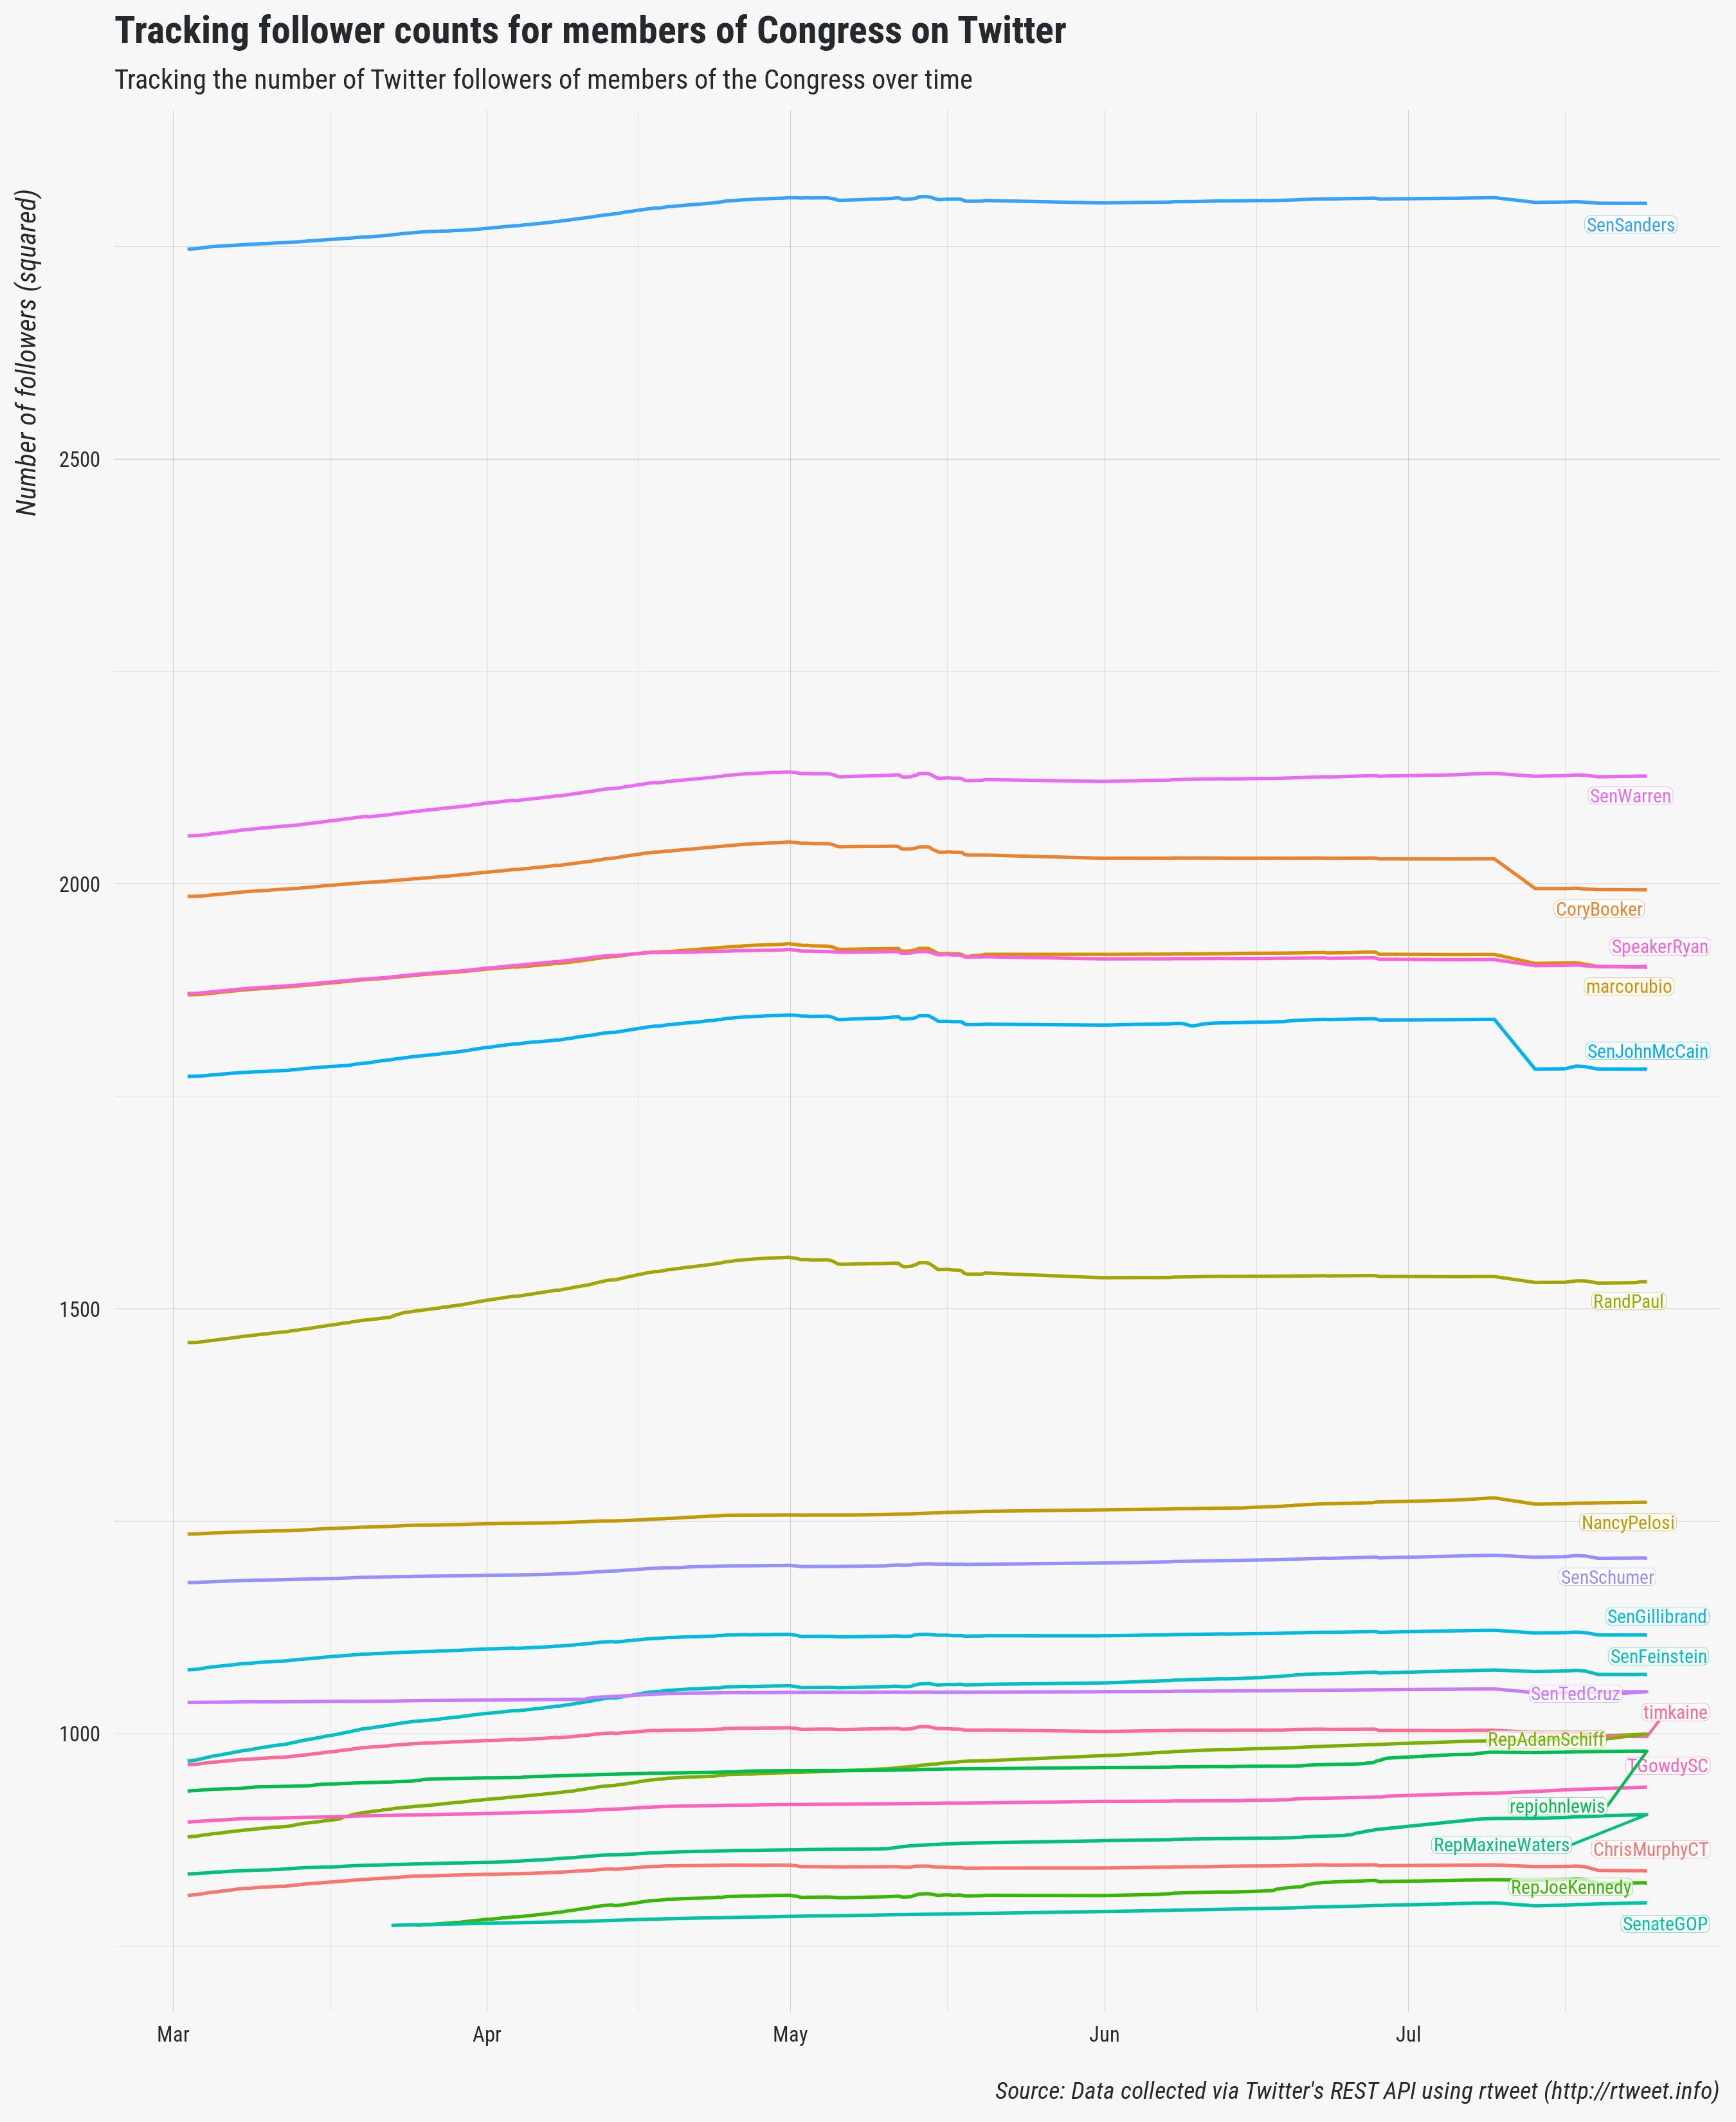 Tracking follower counts for members of Congress on Twitter
Tracking the number of Twitter followers of members of the Congress over time
Number of followers (squared)
SenSanders
2500
SenWarren
2000
CoryBooker
SpeakerRyan
marcorubio
SenJohnMcCain
1500
RandPaul
NancyPelosi
SenSchumer
SenGillibrand
SenFeinstein
SenTedCruz
timkaine
1000
RepAdamSchiff
TGowdySC
repjohnlewis
RepMaxineWaters
ChrisMurphyCT
RepJoeKennedy
SenateGOP
Mar
Apr
May
Jun
Jul
Source: Data collected via Twitter's REST API using rtweet (http://rtweet.info)